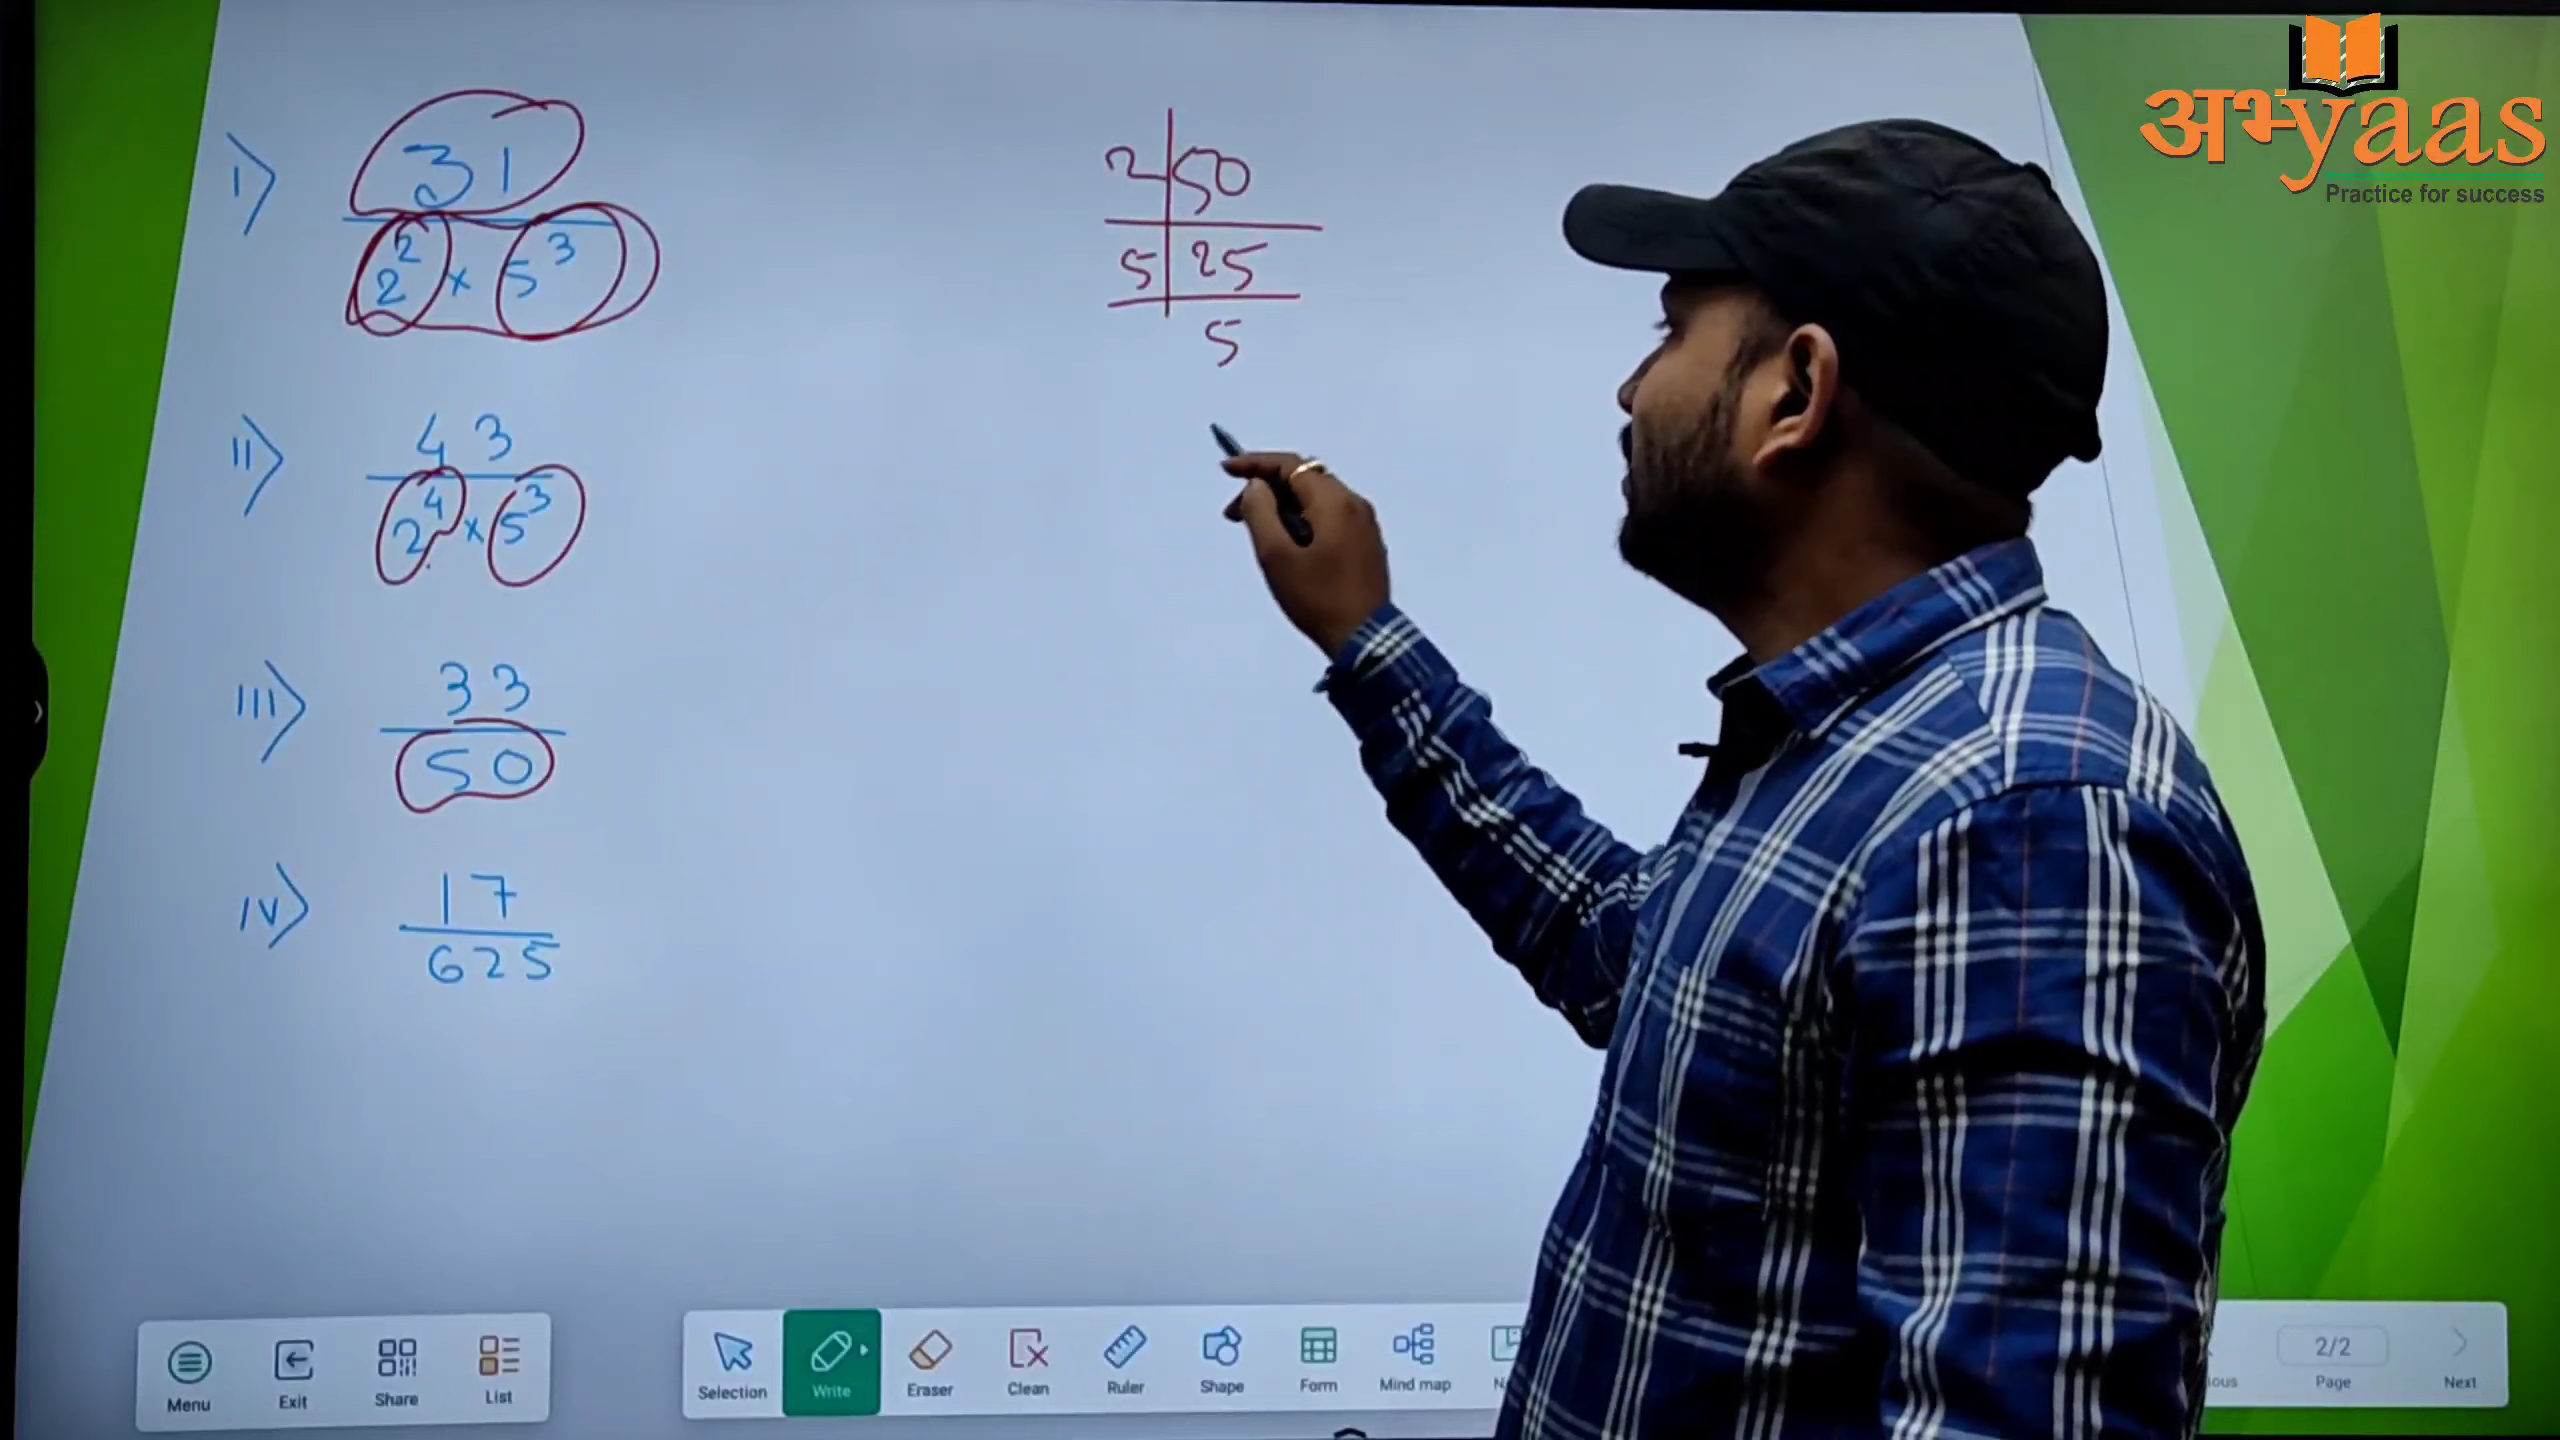 I) 31
2² × 5³
II) 43
2⁴ × 5³
III) 33
50
IV) 17
625
2 | 50
5 | 25
5
अभ्yaas
Practice for success
Menu Exit Share List
Selection Write Eraser Clean Ruler Shape Form Mind map
2/2
Page Next